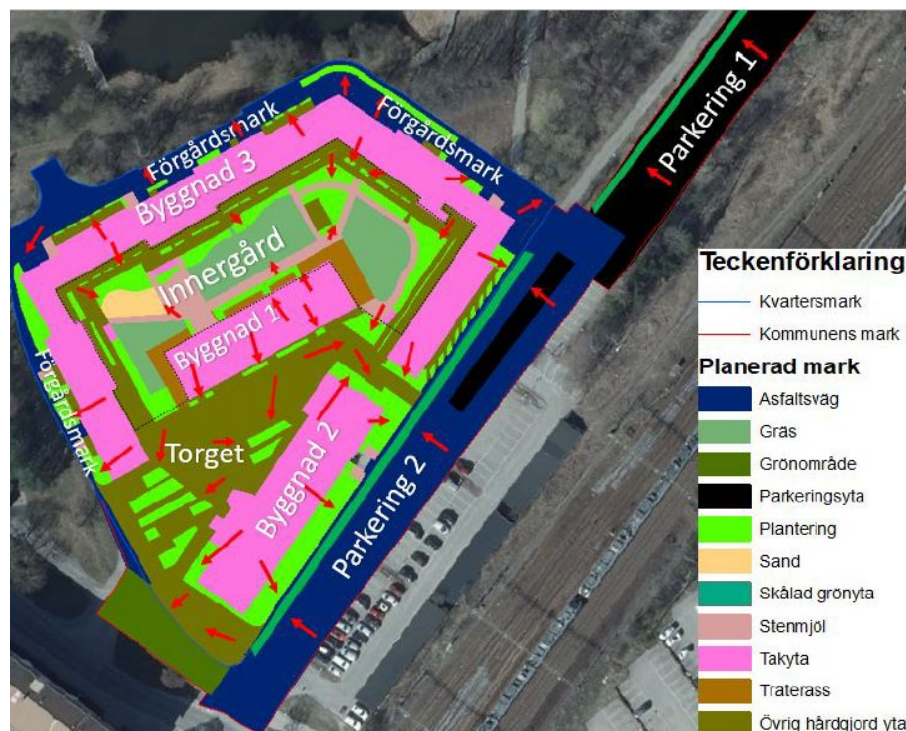 Parkering 1
Förgårdsmark
Förgårdsmark
Byggnad 3
Innergård
Byggnad 1
Förgårdsmark
Torget
Byggnad 2
Parkering 2
Teckenförklaring
Kvartersmark
Kommunens mark
Planerad mark
Asfaltsväg
Gräs
Grönområde
Parkeringsyta
Plantering
Sand
Skålad grönyta
Stenmjöl
Takyta
Traterass
Övrig hårdgjord yta